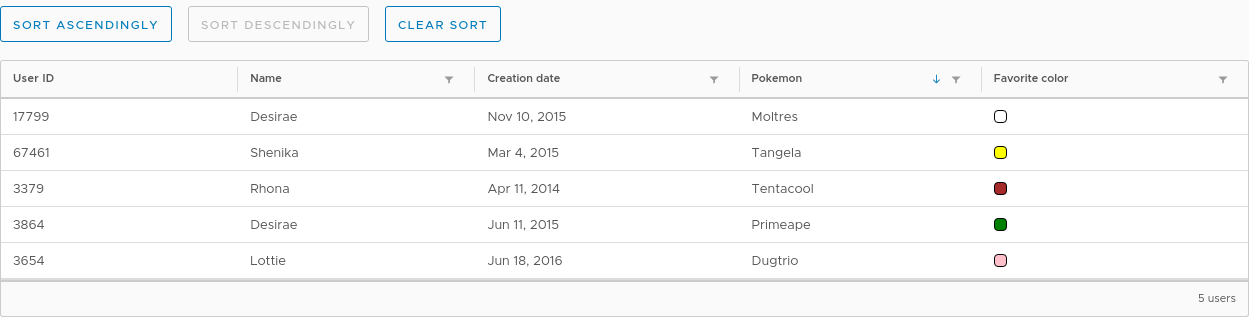 SORT ASCENDINGLY SORT DESCENDINGLY CLEAR SORT
User ID Name Creation date Pokemon Favorite color
17799 Desirae Nov 10, 2015 Moltres
67461 Shenika Mar 4, 2015 Tangela
3379 Rhona Apr 11, 2014 Tentacool
3864 Desirae Jun 11, 2015 Primeape
3654 Lottie Jun 18, 2016 Dugtrio
5 users